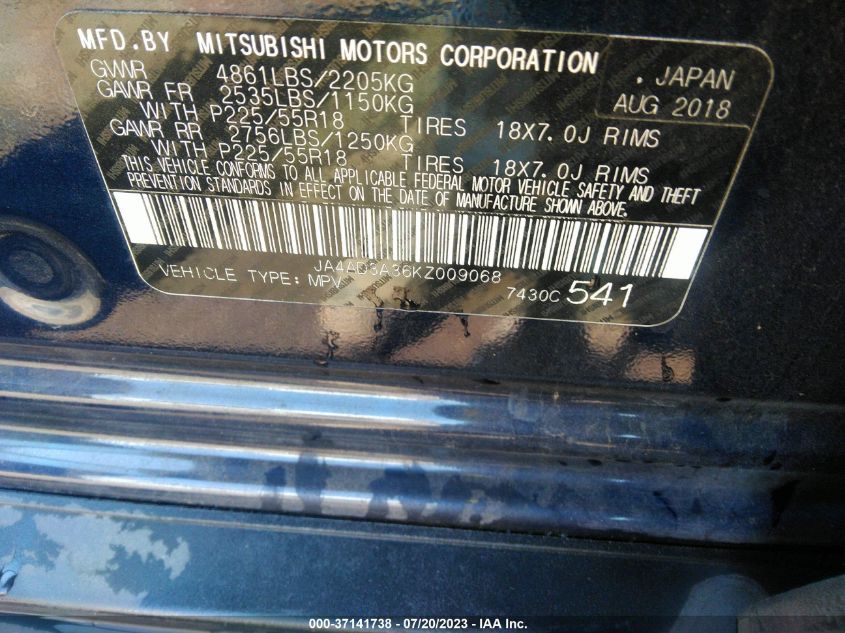 MFD.BY MITSUBISHI MOTORS CORPORATION
. JAPAN
AUG 2018
GVWR 4861LBS/2205KG
GAWR FR 2535LBS/1150KG
WITH P225/55R18 TIRES 18X7.0J RIMS
GAWR RR 2756LBS/1250KG
WITH P225/55R18 TIRES 18X7.0J RIMS
THIS VEHICLE CONFORMS TO ALL APPLICABLE FEDERAL MOTOR VEHICLE SAFETY AND THEFT
PREVENTION STANDARDS IN EFFECT ON THE DATE OF MANUFACTURE SHOWN ABOVE.
JA4AD3A36KZ009068
VEHICLE TYPE: MPV
7430C 541
000-37141738 - 07/20/2023 - IAA Inc.